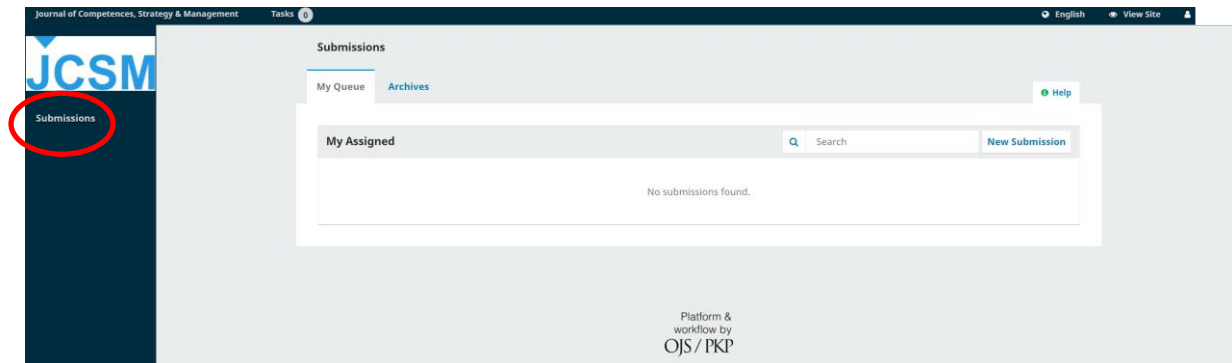 Journal of Competences, Strategy & Management Tasks 0 English View Site
JCSM
Submissions
Submissions
My Queue Archives
Help
My Assigned Search New Submission
No submissions found.
Platform &
workflow by
OJS / PKP